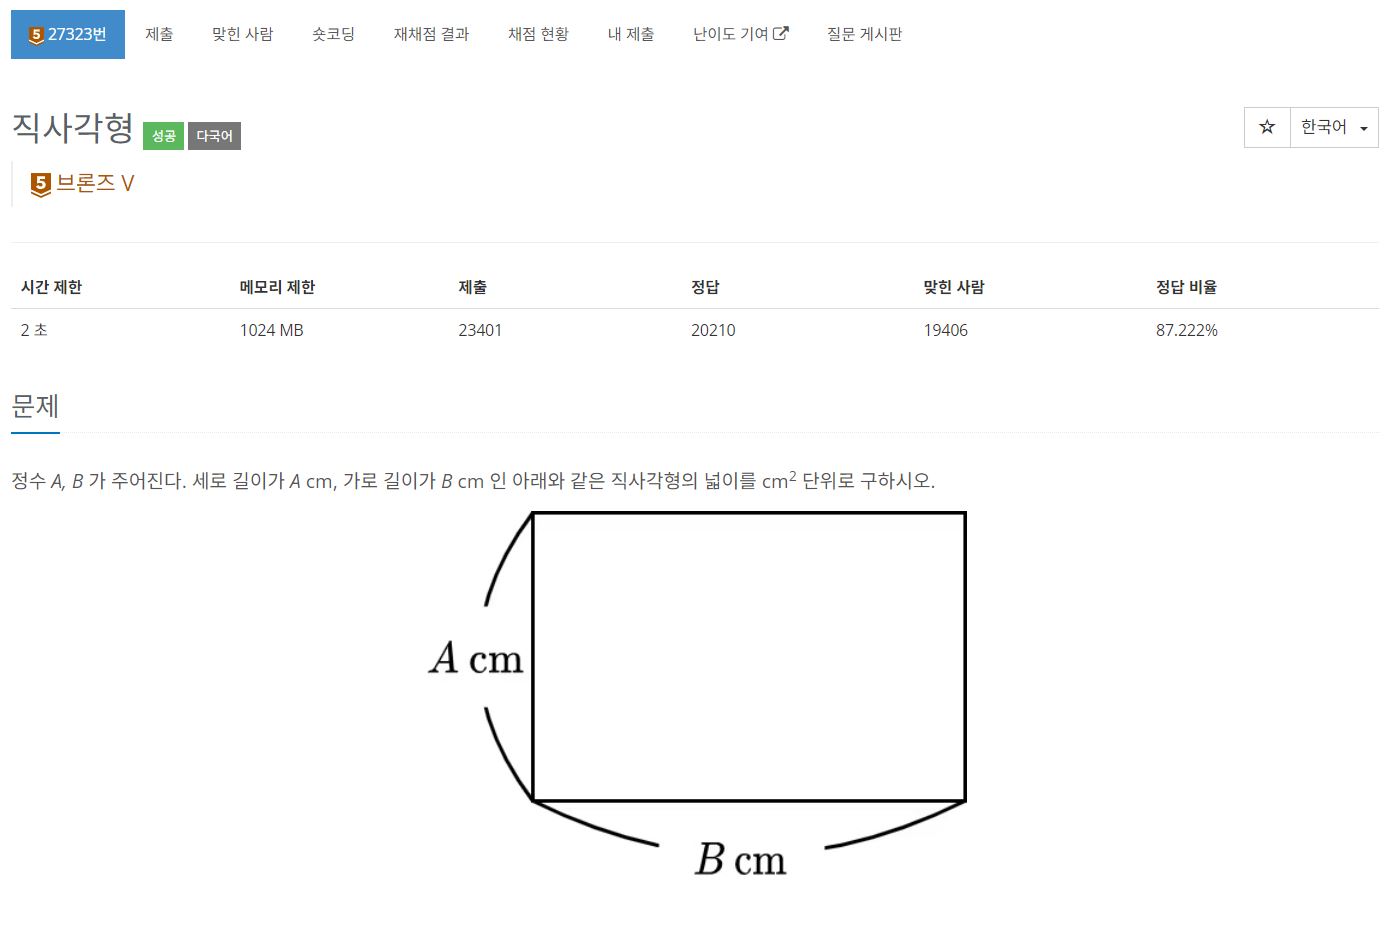 5 27323번 제출 맞힌 사람 숏코딩 재채점 결과 채점 현황 내 제출 난이도 기여 질문 게시판
직사각형 성공 다국어 ☆ 한국어
5 브론즈 V
시간 제한 메모리 제한 제출 정답 맞힌 사람 정답 비율
2 초 1024 MB 23401 20210 19406 87.222%
문제
정수 A, B 가 주어진다. 세로 길이가 A cm, 가로 길이가 B cm 인 아래와 같은 직사각형의 넓이를 cm² 단위로 구하시오.
A cm
B cm